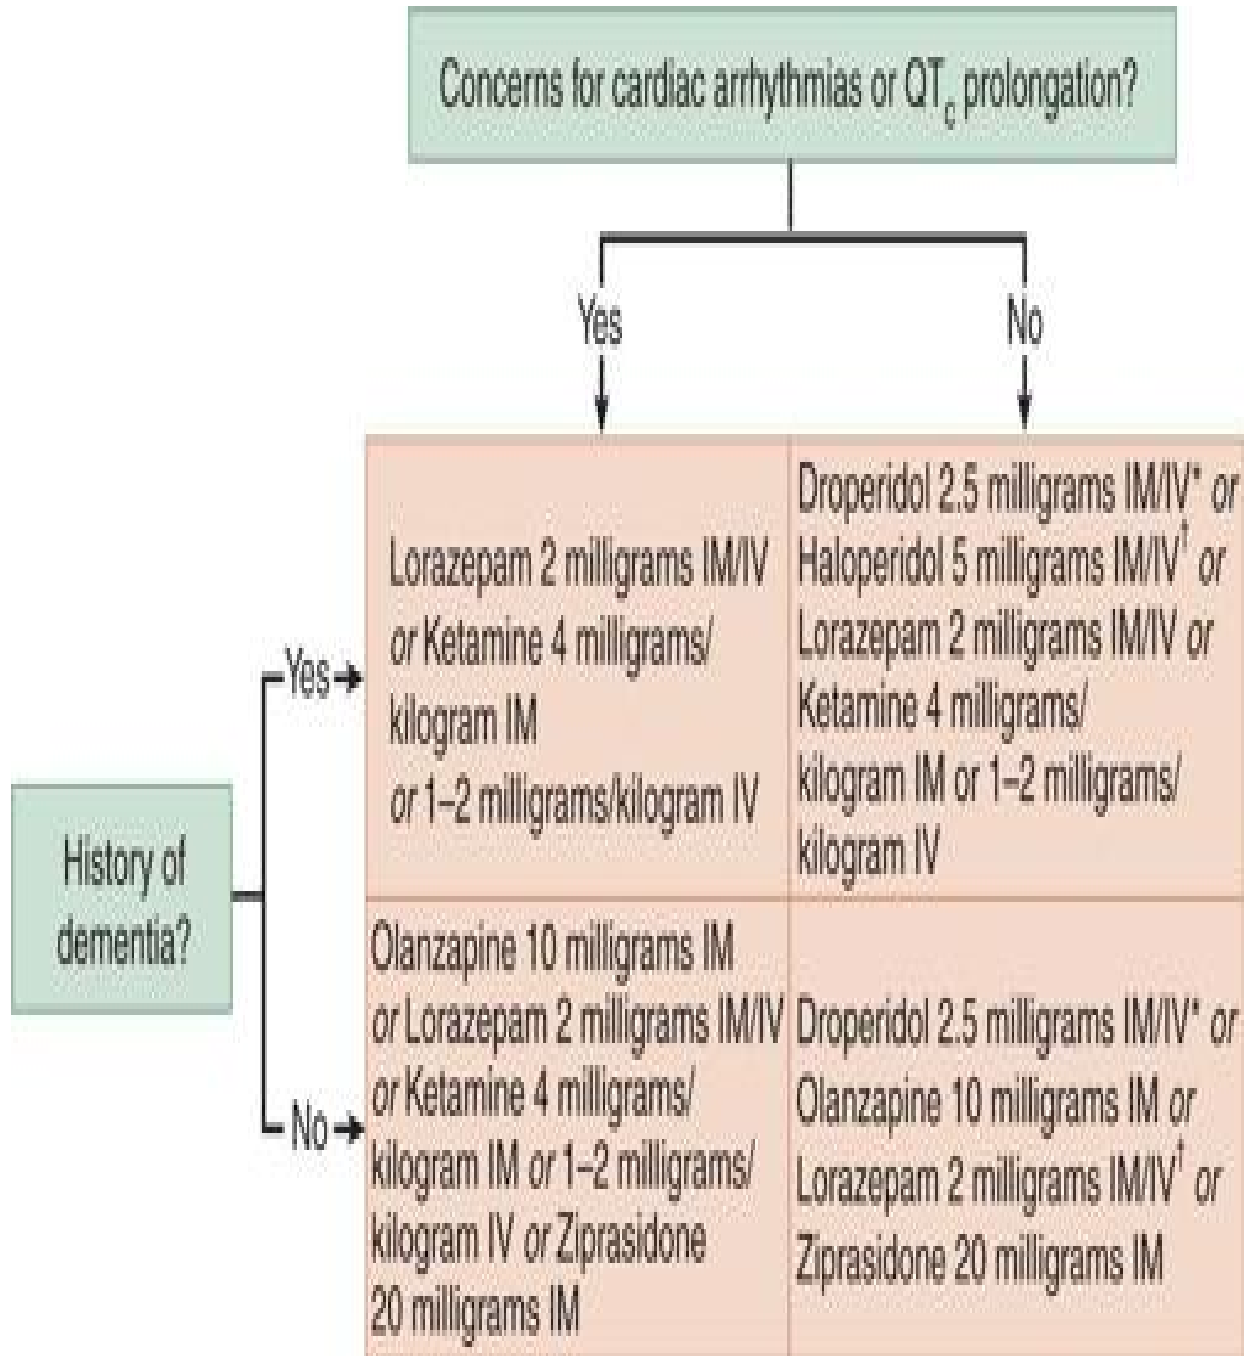 Concerns for cardiac arrhythmias or QTc prolongation?
Yes
No
Lorazepam 2 milligrams IM/IV
or Ketamine 4 milligrams/
kilogram IM
or 1–2 milligrams/kilogram IV
Droperidol 2.5 milligrams IM/IV* or
Haloperidol 5 milligrams IM/IV† or
Lorazepam 2 milligrams IM/IV or
Ketamine 4 milligrams/
kilogram IM or 1–2 milligrams/
kilogram IV
Yes
History of
dementia?
No
Olanzapine 10 milligrams IM
or Lorazepam 2 milligrams IM/IV
or Ketamine 4 milligrams/
kilogram IM or 1–2 milligrams/
kilogram IV or Ziprasidone
20 milligrams IM
Droperidol 2.5 milligrams IM/IV* or
Olanzapine 10 milligrams IM or
Lorazepam 2 milligrams IM/IV† or
Ziprasidone 20 milligrams IM